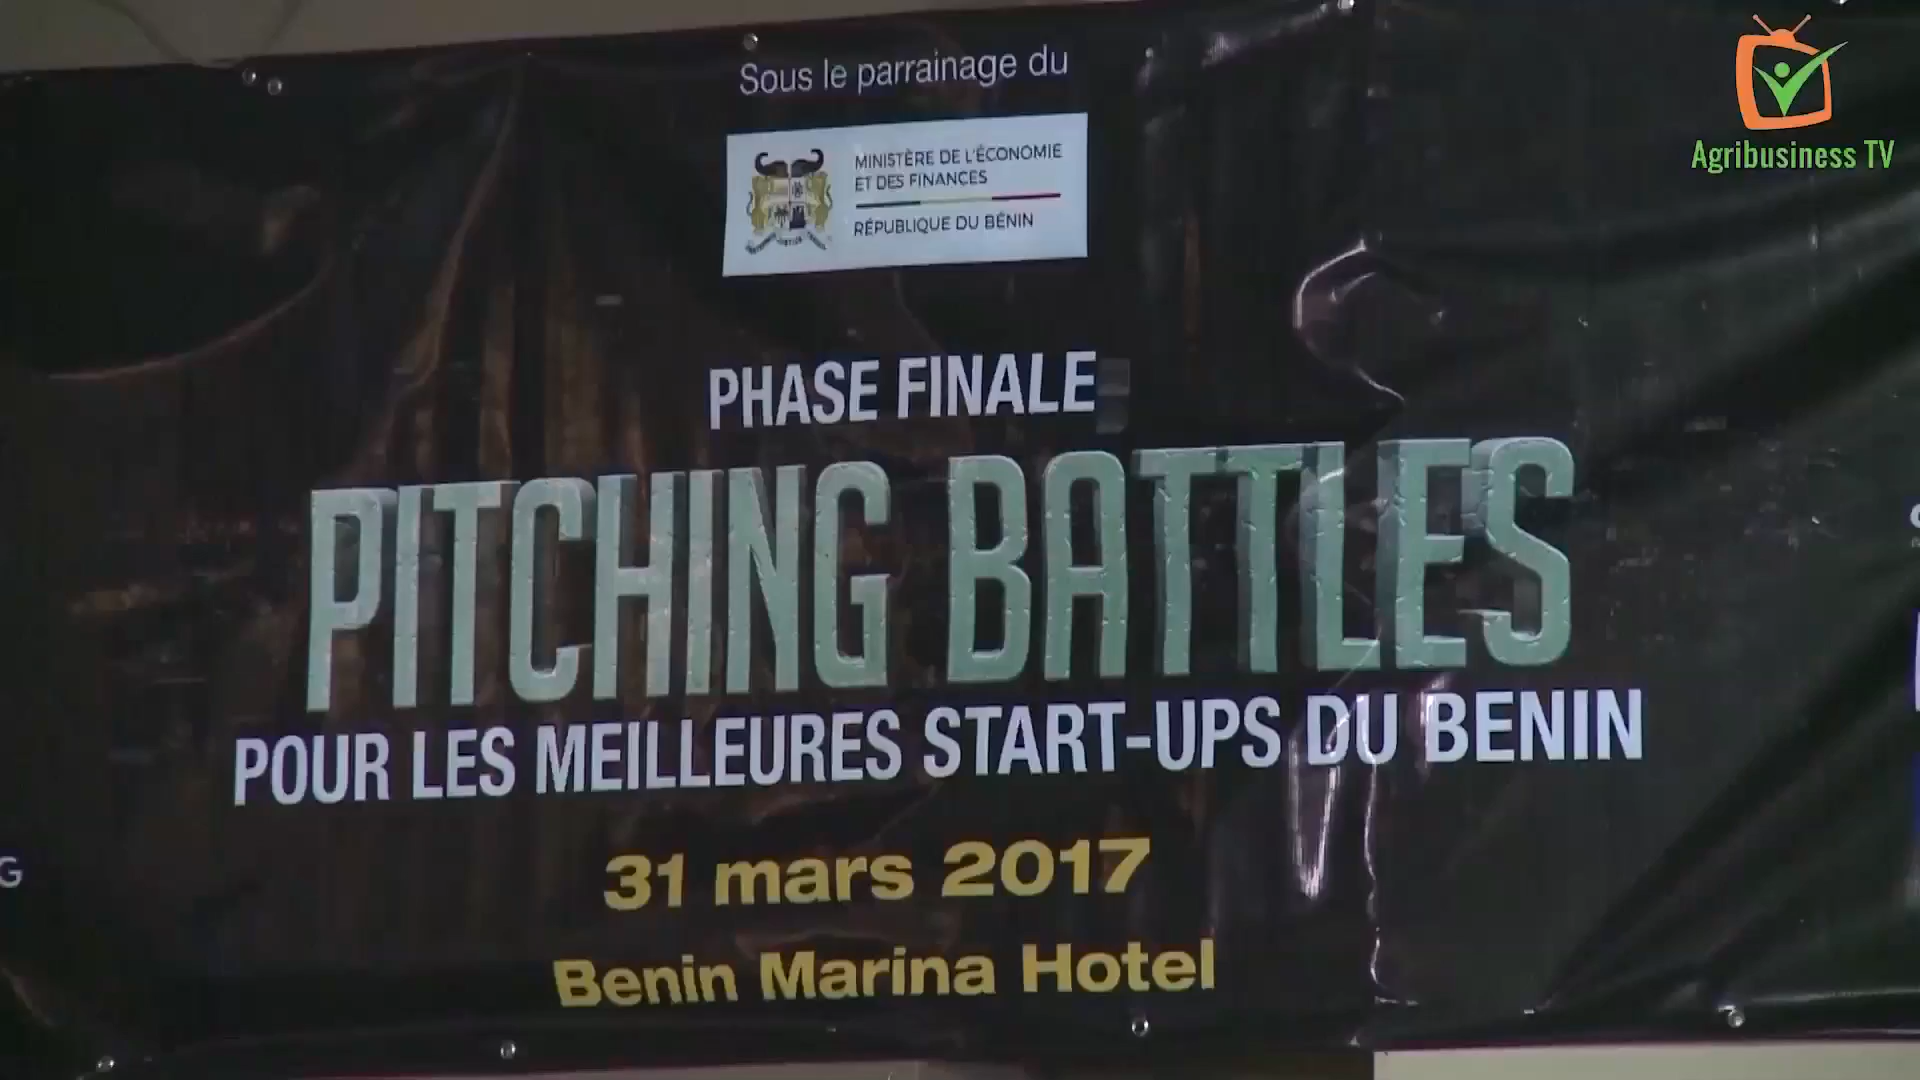 Sous le parrainage du
MINISTÈRE DE L'ÉCONOMIE
ET DES FINANCES
RÉPUBLIQUE DU BÉNIN
Agribusiness TV
PHASE FINALE
PITCHING BATTLES
POUR LES MEILLEURES START-UPS DU BENIN
31 mars 2017
G
Benin Marina Hotel